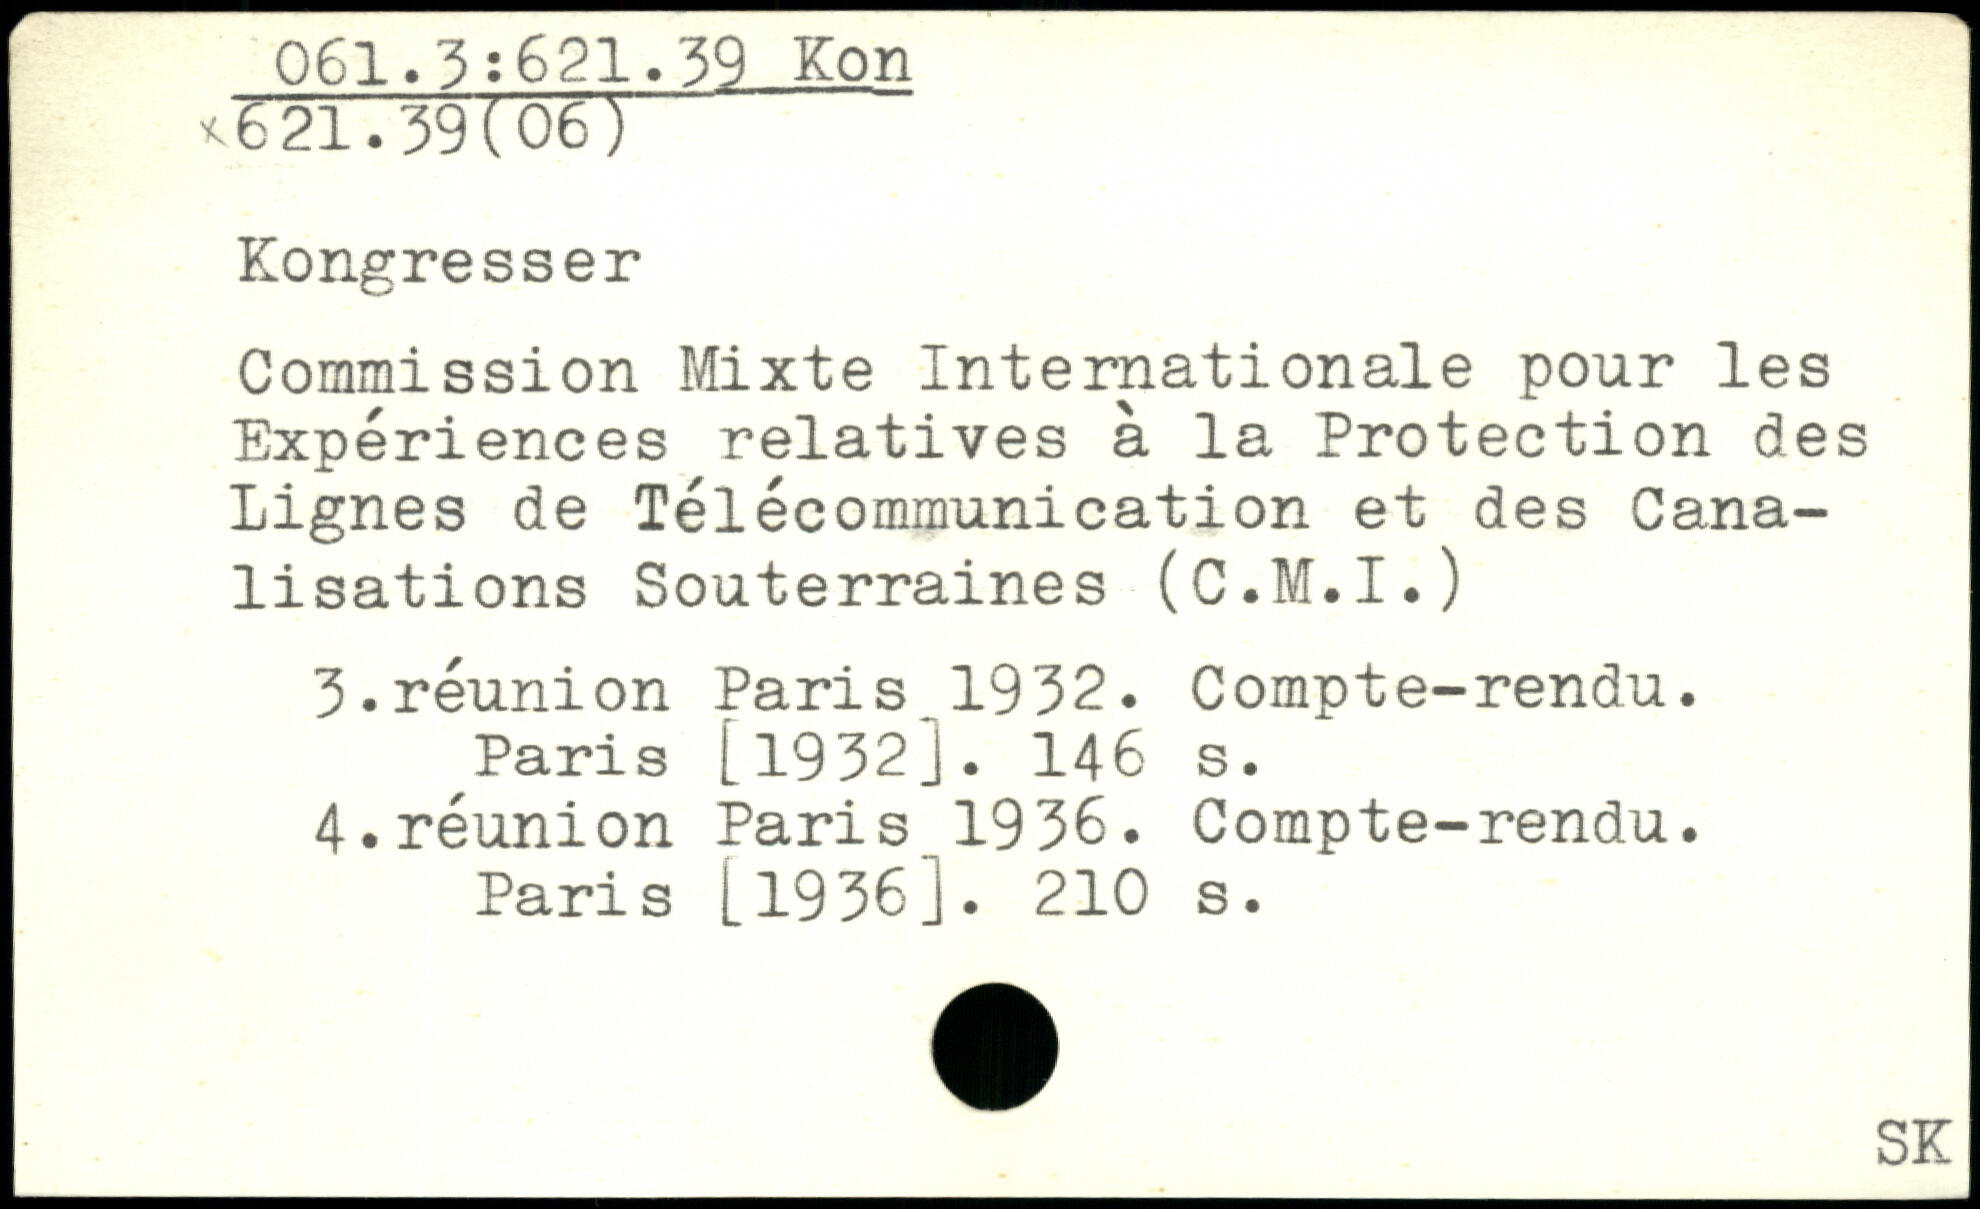 061.3:621.39 Kon
×621.39(06)
Kongresser
Commission Mixte Internationale pour les
Expériences relatives à la Protection des
Lignes de Télécommunication et des Cana-
lisations Souterraines (C.M.I.)
3.réunion Paris 1932. Compte-rendu.
Paris [1932]. 146 s.
4.réunion Paris 1936. Compte-rendu.
Paris [1936]. 210 s.
SK